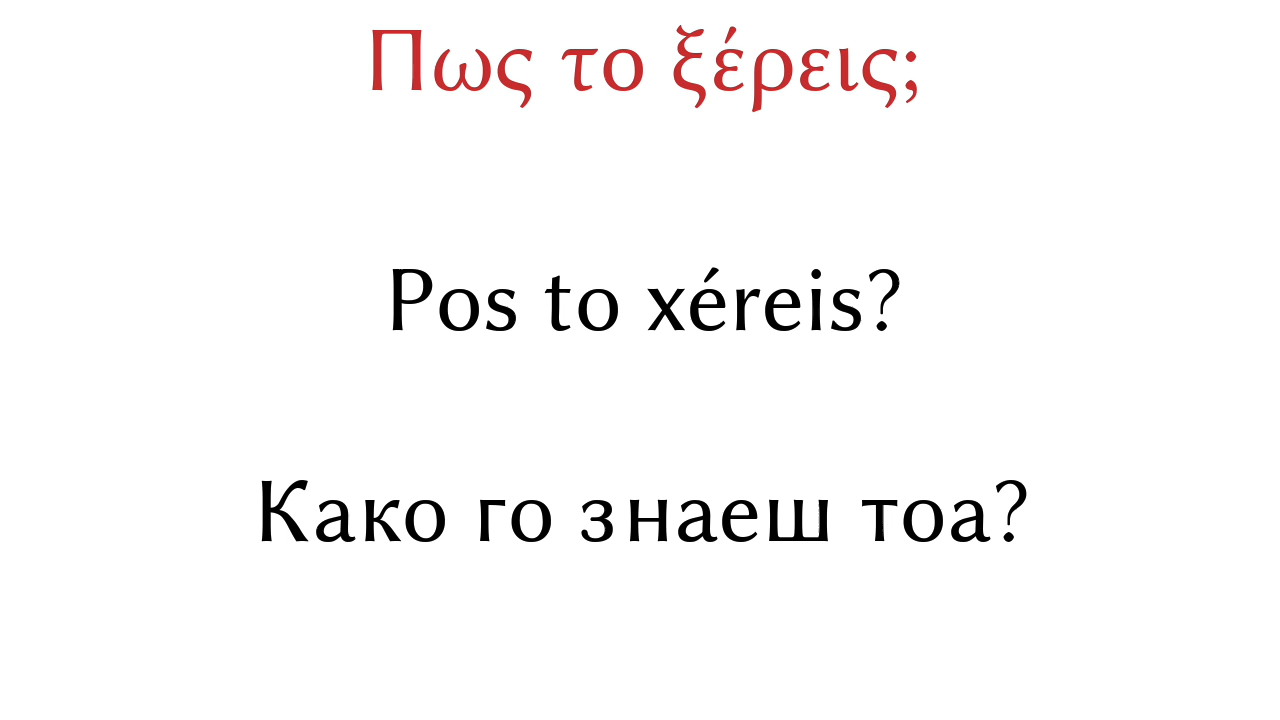 Πως το ξέρεις;
Pos to xéreis?
Како го знаеш тоа?